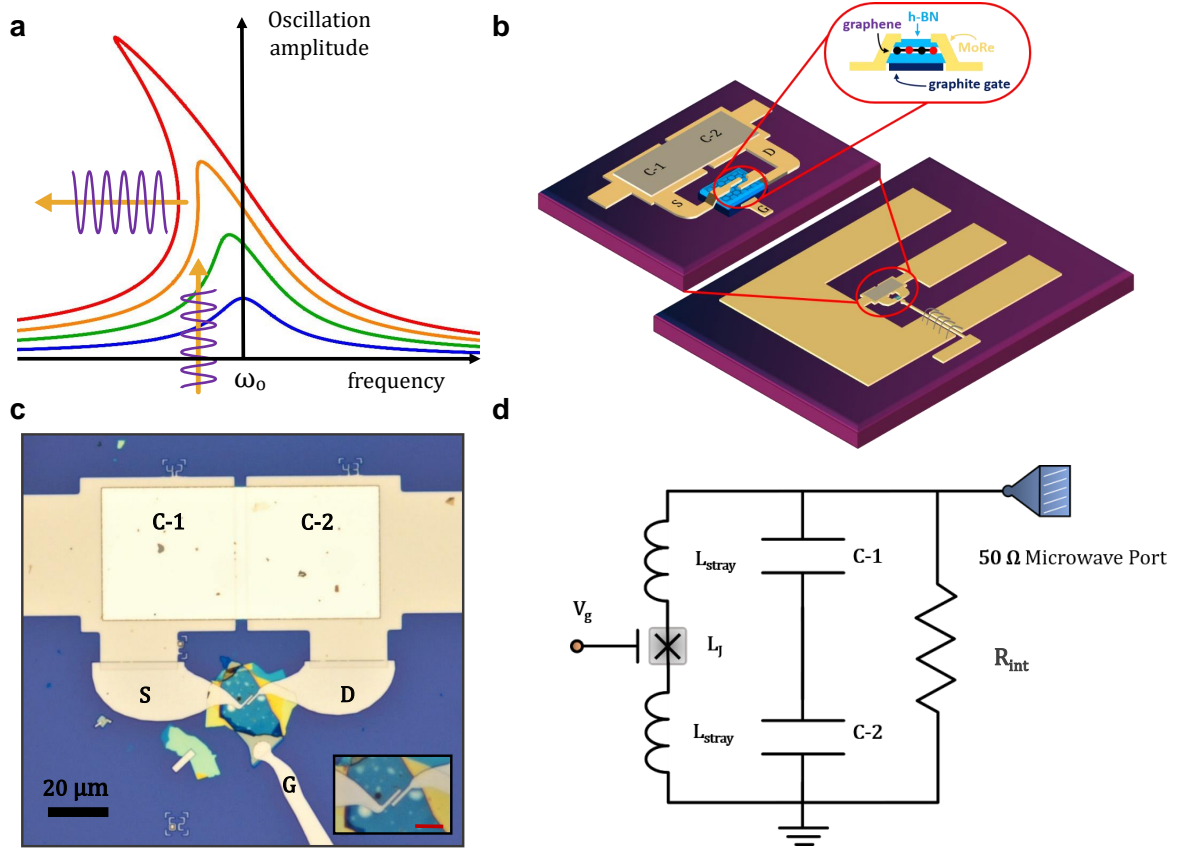 a
Oscillation
amplitude
ω₀
frequency
b
graphene
h-BN
MoRe
graphite gate
C-1
C-2
S
D
G
c
C-1
C-2
S
D
G
20 μm
d
L_stray
C-1
50 Ω Microwave Port
V_g
L_J
R_int
L_stray
C-2